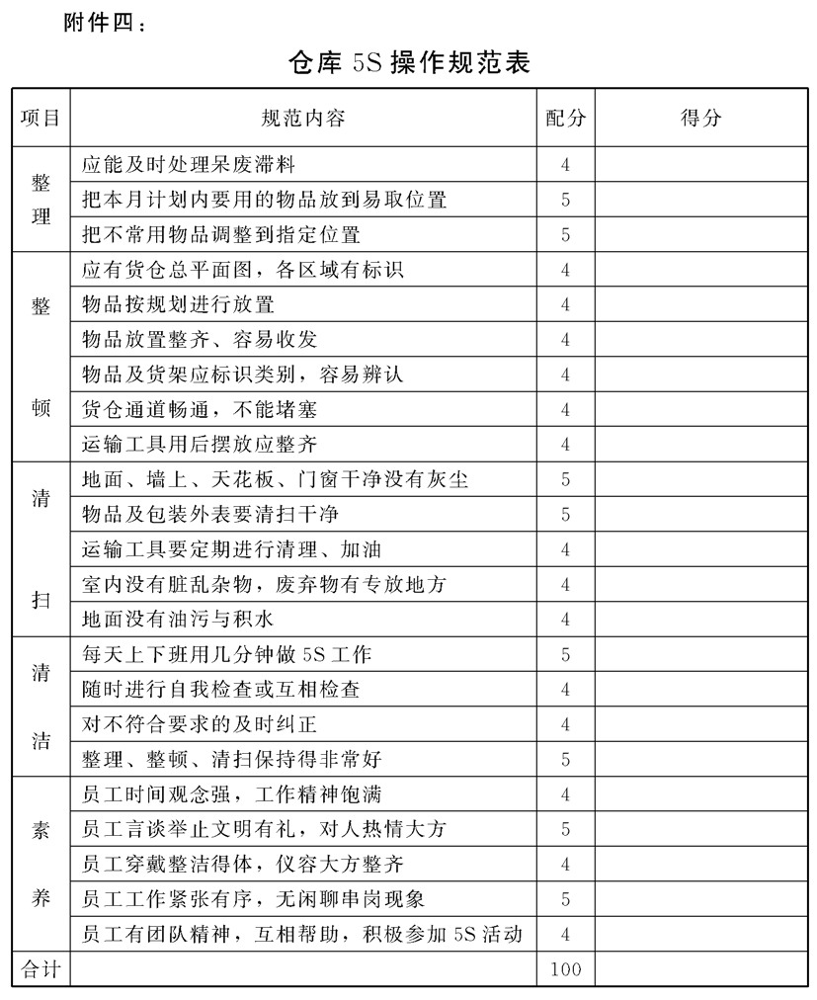 附件四：
仓库 5S 操作规范表
项目 规范内容 配分 得分
整理 应能及时处理呆废滞料 4
把本月计划内要用的物品放到易取位置 5
把不常用物品调整到指定位置 5
整顿 应有货仓总平面图，各区域有标识 4
物品按规划进行放置 4
物品放置整齐、容易收发 4
物品及货架应标识类别，容易辨认 4
货仓通道畅通，不能堵塞 4
运输工具用后摆放应整齐 4
清扫 地面、墙上、天花板、门窗干净没有灰尘 5
物品及包装外表要清扫干净 5
运输工具要定期进行清理、加油 4
室内没有脏乱杂物，废弃物有专放地方 4
地面没有油污与积水 4
清洁 每天上下班用几分钟做 5S 工作 5
随时进行自我检查或互相检查 4
对不符合要求的及时纠正 4
整理、整顿、清扫保持得非常好 5
素养 员工时间观念强，工作精神饱满 4
员工言谈举止文明有礼，对人热情大方 5
员工穿戴整洁得体，仪容大方整齐 4
员工工作紧张有序，无闲聊串岗现象 5
员工有团队精神，互相帮助，积极参加 5S 活动 4
合计 100